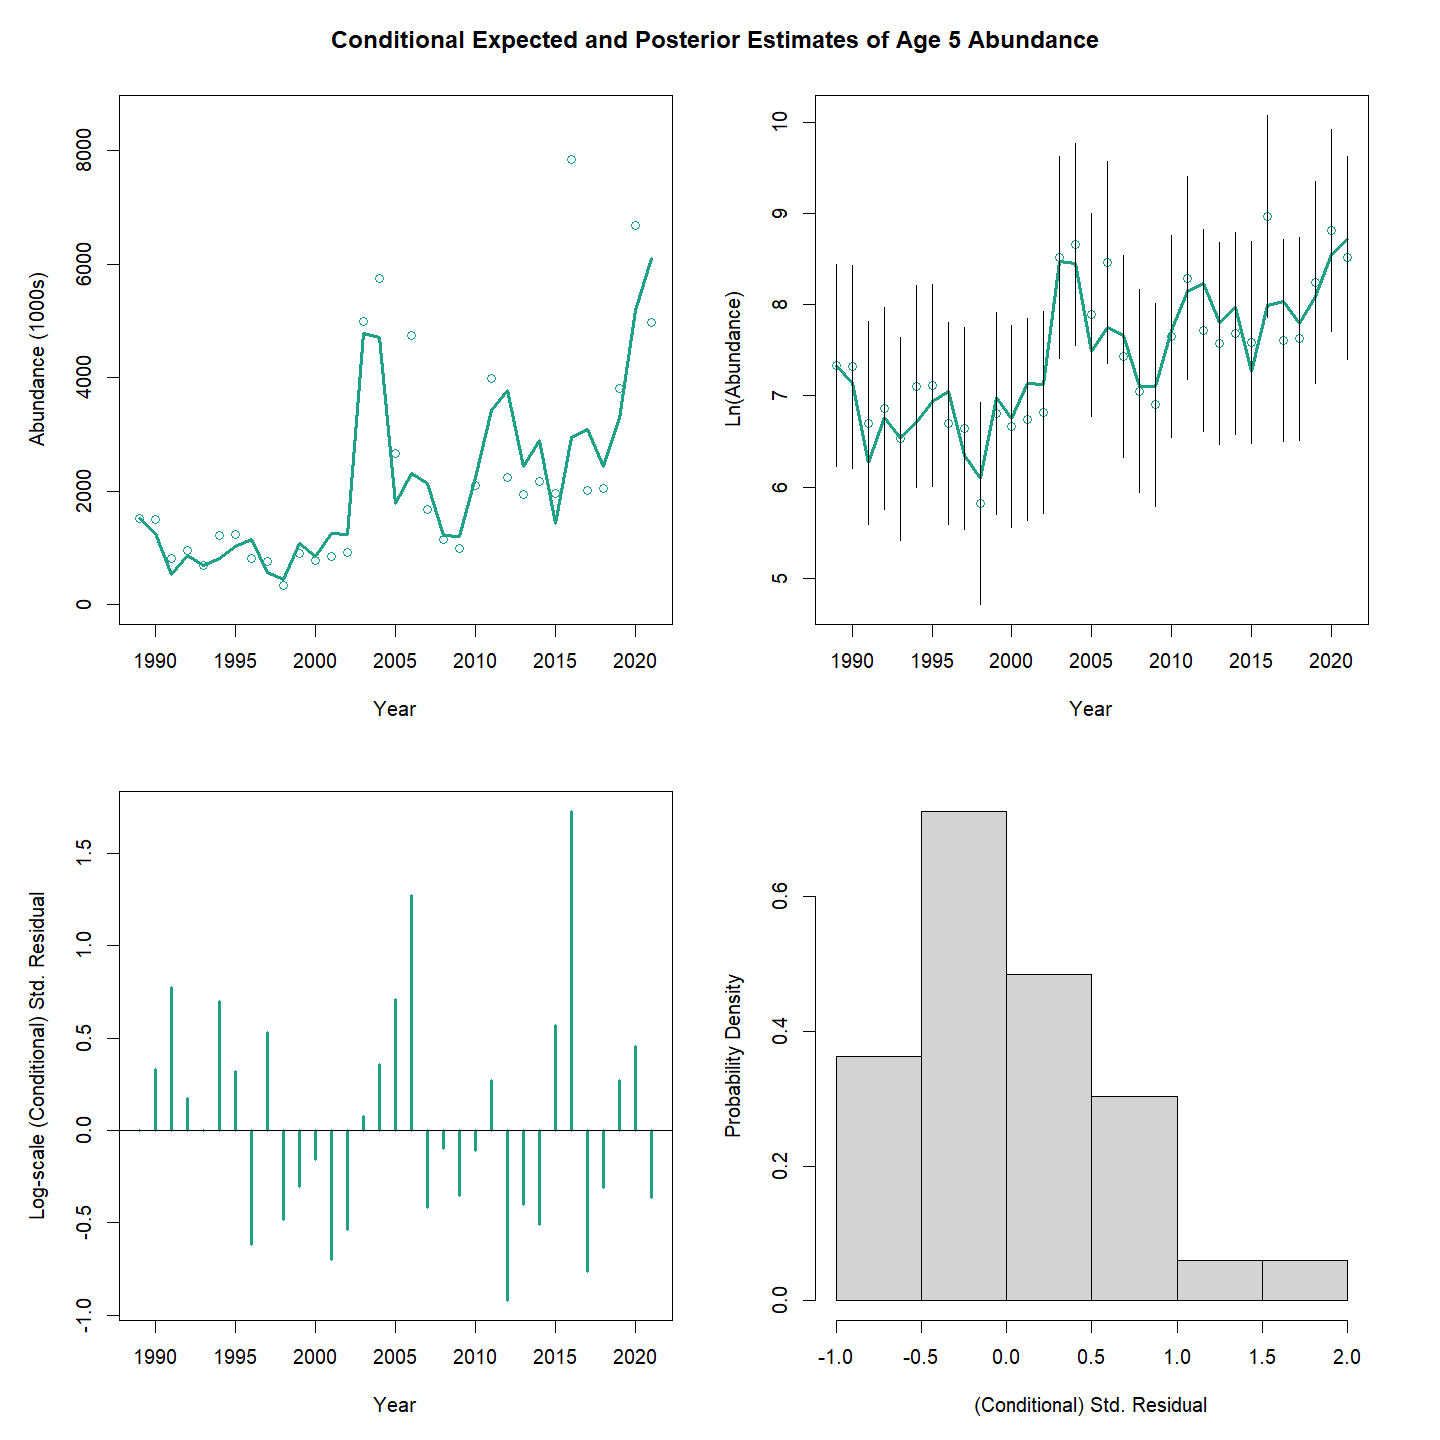 Conditional Expected and Posterior Estimates of Age 5 Abundance
Abundance (1000s)
8000
6000
4000
2000
0
1990 1995 2000 2005 2010 2015 2020
Year
Ln(Abundance)
10
9
8
7
6
5
1990 1995 2000 2005 2010 2015 2020
Year
Log-scale (Conditional) Std. Residual
1.5
1.0
0.5
0.0
-0.5
-1.0
1990 1995 2000 2005 2010 2015 2020
Year
Probability Density
0.6
0.4
0.2
0.0
-1.0 -0.5 0.0 0.5 1.0 1.5 2.0
(Conditional) Std. Residual